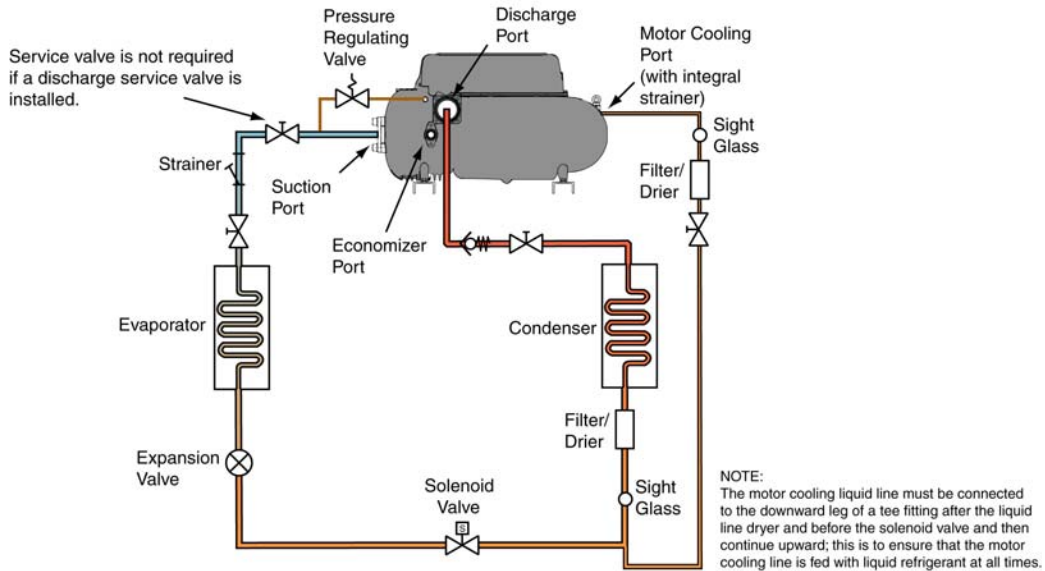 Service valve is not required
if a discharge service valve is
installed.
Pressure
Regulating
Valve
Discharge
Port
Motor Cooling
Port
(with integral
strainer)
Sight
Glass
Strainer
Suction
Port
Filter/
Drier
Economizer
Port
Evaporator
Condenser
Filter/
Drier
Expansion
Valve
Solenoid
Valve
S
Sight
Glass
NOTE:
The motor cooling liquid line must be connected
to the downward leg of a tee fitting after the liquid
line dryer and before the solenoid valve and then
continue upward; this is to ensure that the motor
cooling line is fed with liquid refrigerant at all times.